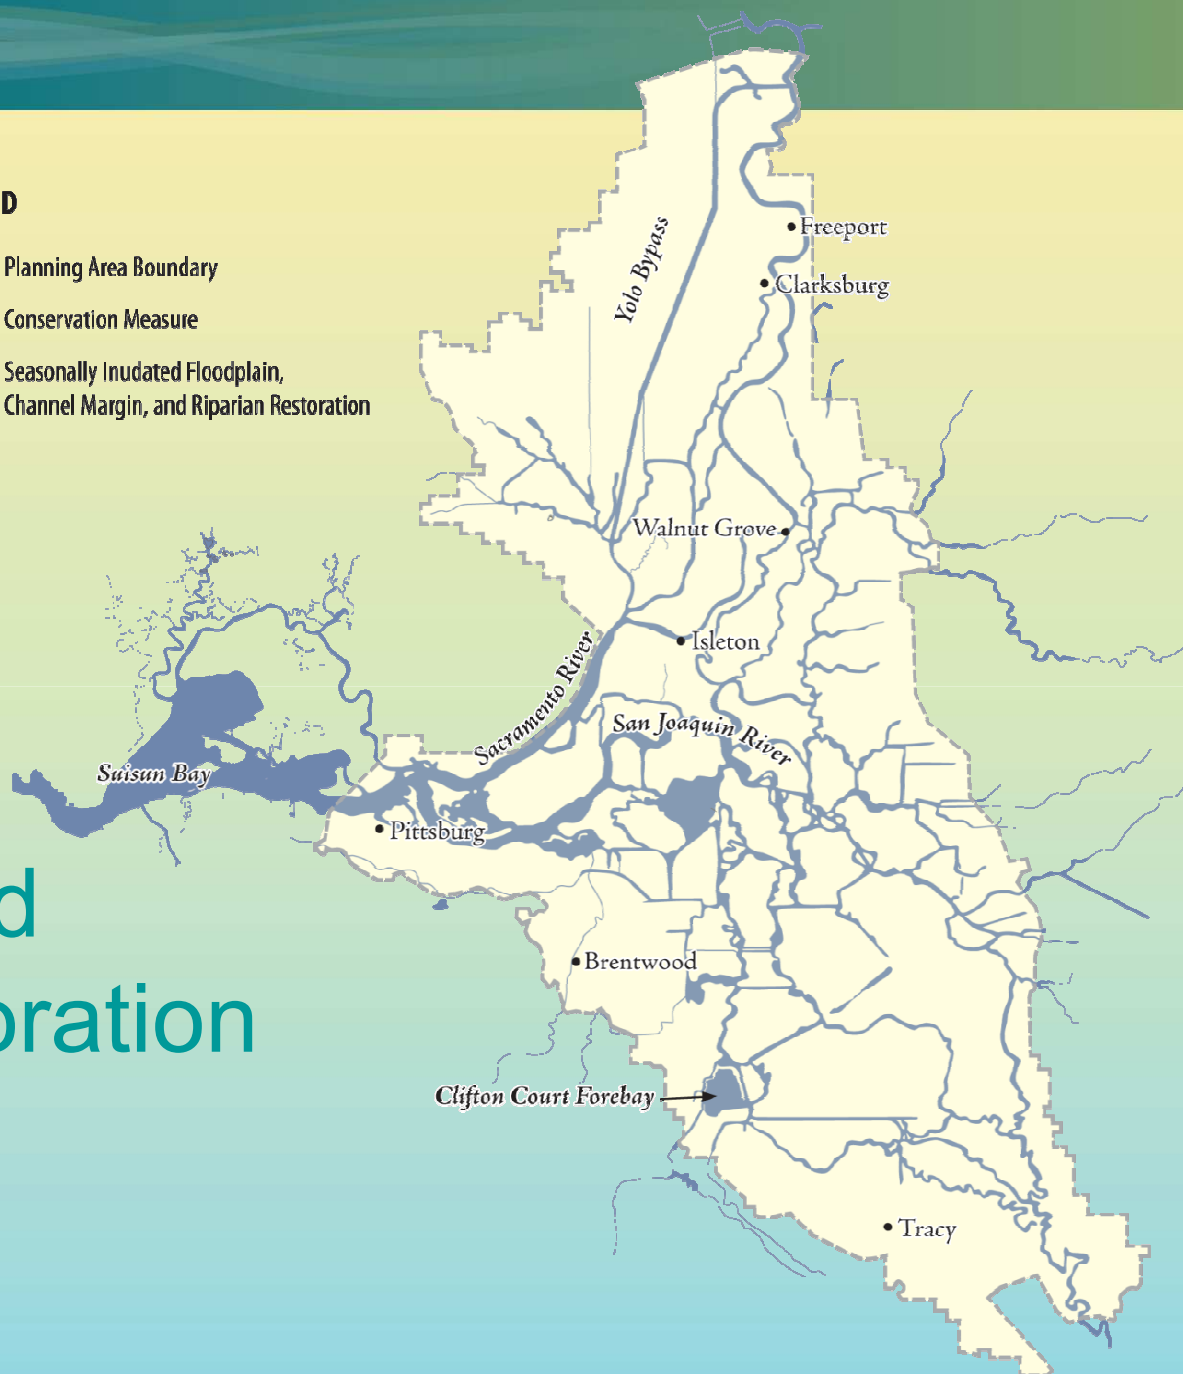 D
Planning Area Boundary
Conservation Measure
Seasonally Inudated Floodplain,
Channel Margin, and Riparian Restoration
Yolo Bypass
Freeport
Clarksburg
Walnut Grove
Isleton
Sacramento River
San Joaquin River
Suisun Bay
Pittsburg
d
oration
Brentwood
Clifton Court Forebay
Tracy